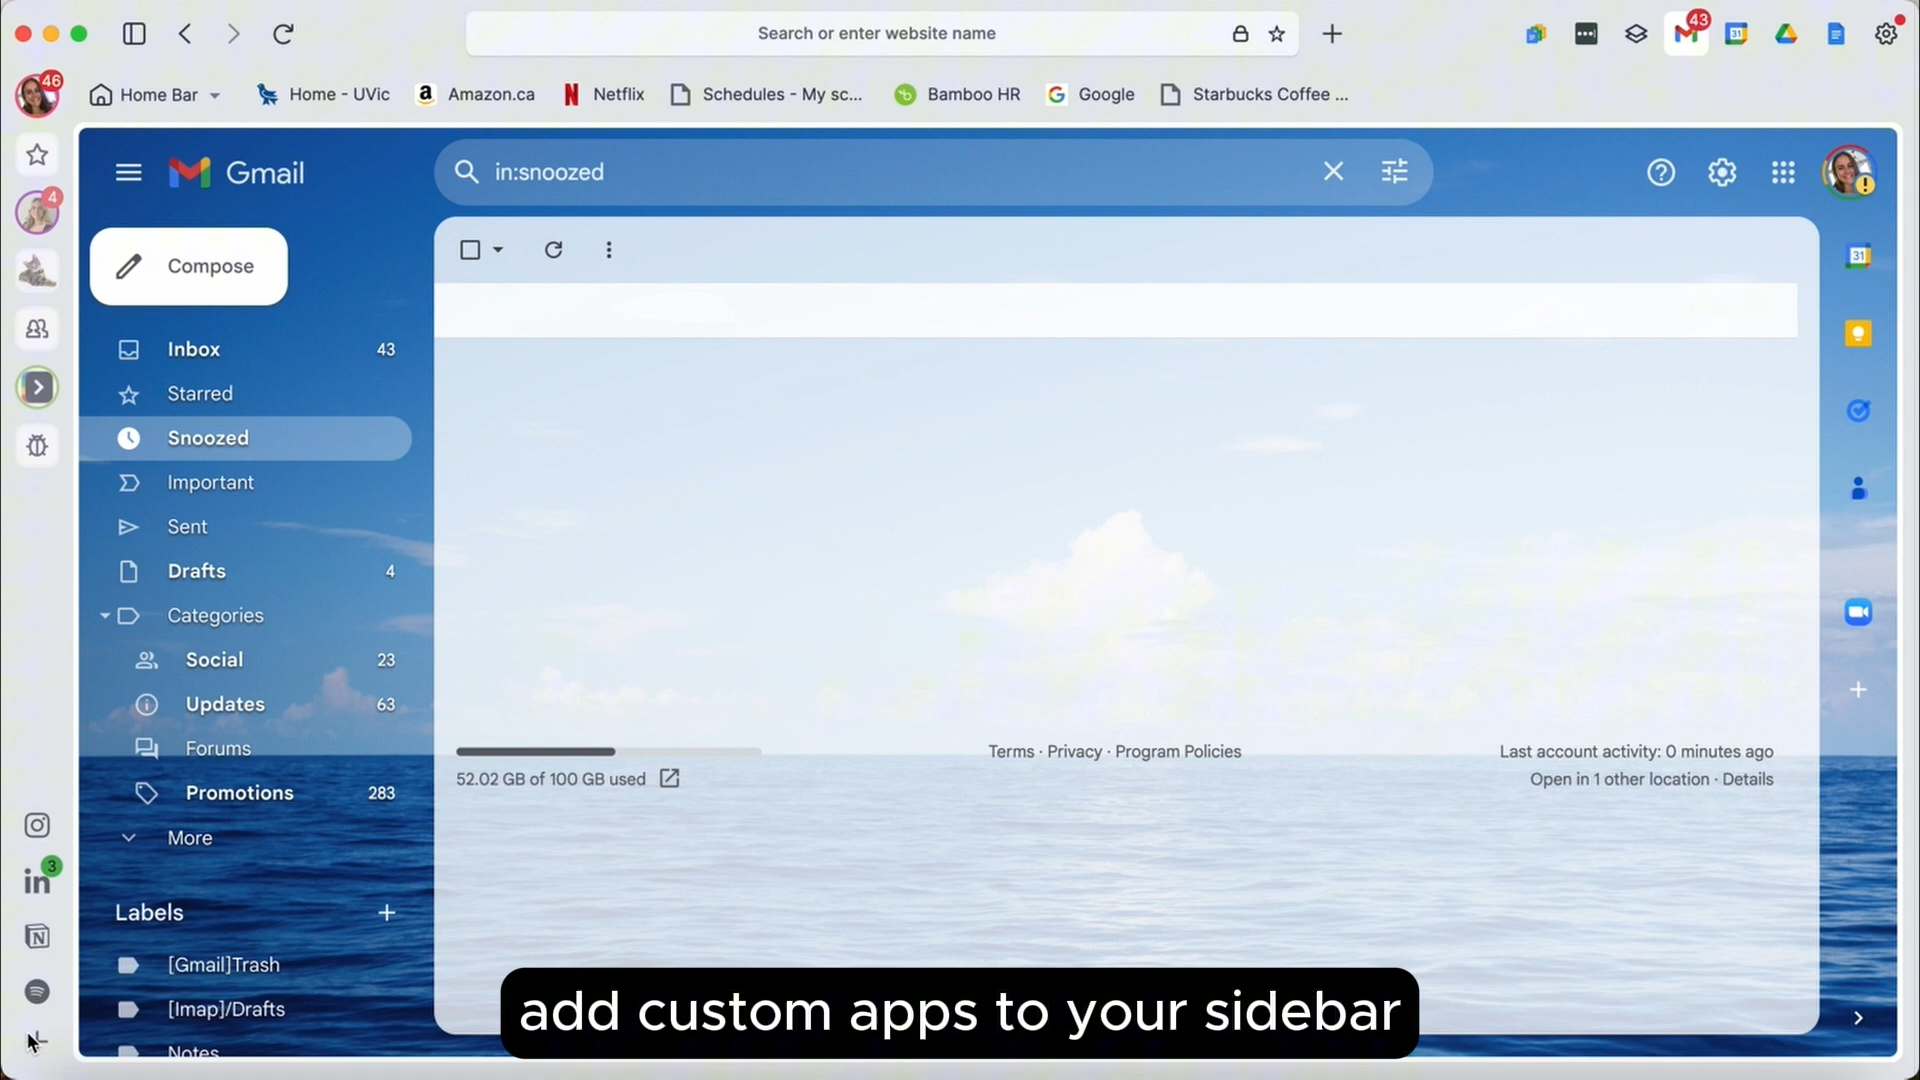 Search or enter website name
43
31
46
Home Bar
Home - UVic
Amazon.ca
Netflix
Schedules - My sc...
Bamboo HR
Google
Starbucks Coffee ...
4
Gmail
in:snoozed
Compose
31
Inbox 43
Starred
Snoozed
Important
Sent
Drafts 4
Categories
Social 23
Updates 63
Forums
Promotions 283
More
Labels
[Gmail]Trash
[Imap]/Drafts
Notes
3
in
52.02 GB of 100 GB used
Terms · Privacy · Program Policies
Last account activity: 0 minutes ago
Open in 1 other location · Details
add custom apps to your sidebar